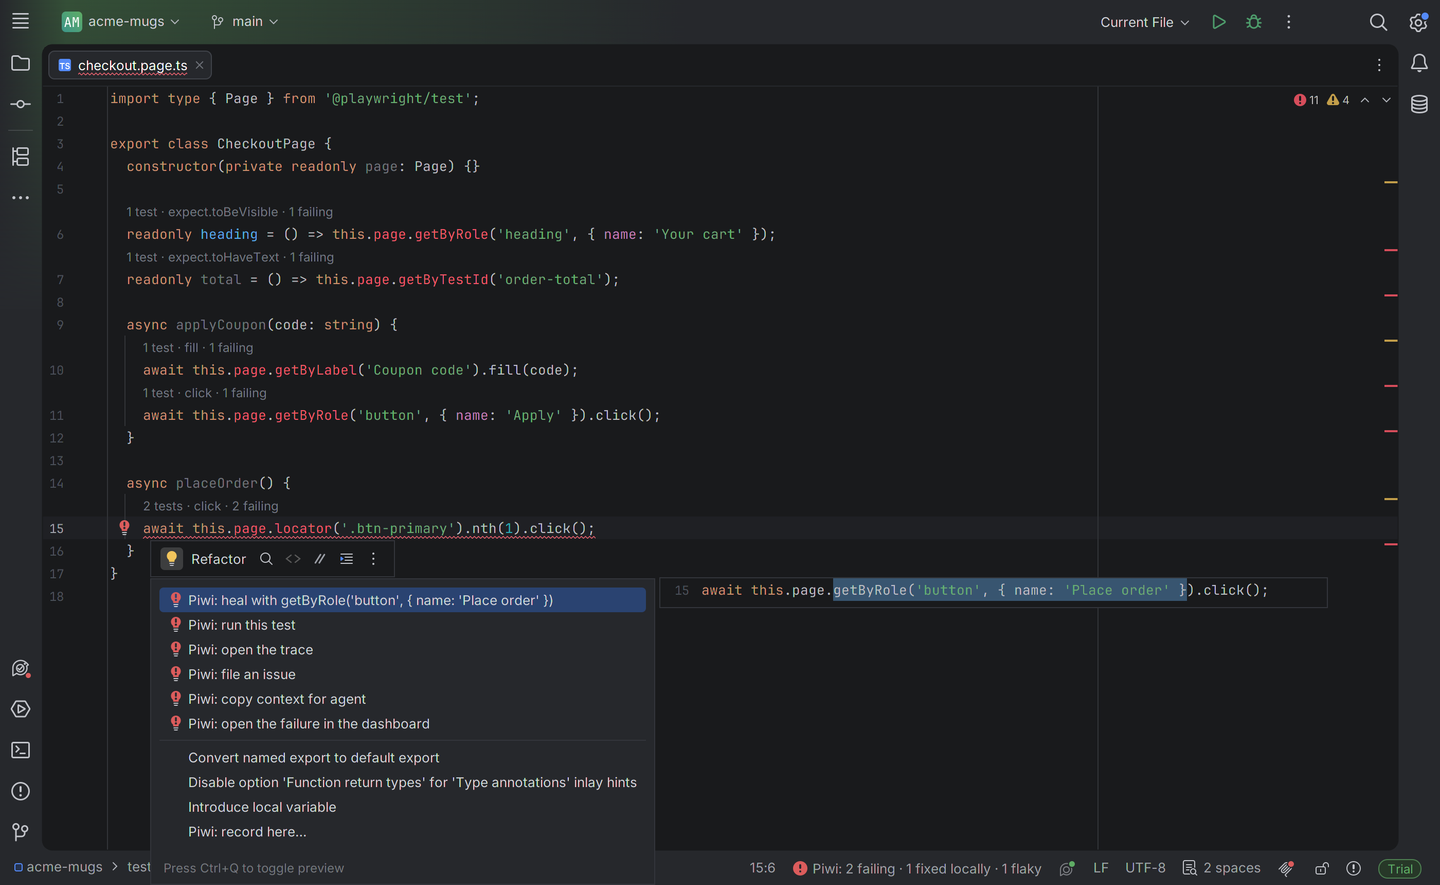 AM acme-mugs main Current File
TS checkout.page.ts
1 import type { Page } from '@playwright/test';
11 4
2
3 export class CheckoutPage {
4 constructor(private readonly page: Page) {}
5
1 test · expect.toBeVisible · 1 failing
6 readonly heading = () => this.page.getByRole('heading', { name: 'Your cart' });
1 test · expect.toHaveText · 1 failing
7 readonly total = () => this.page.getByTestId('order-total');
8
9 async applyCoupon(code: string) {
1 test · fill · 1 failing
10 await this.page.getByLabel('Coupon code').fill(code);
1 test · click · 1 failing
11 await this.page.getByRole('button', { name: 'Apply' }).click();
12 }
13
14 async placeOrder() {
2 tests · click · 2 failing
15 await this.page.locator('.btn-primary').nth(1).click();
16 }
17 }
18
Refactor
Piwi: heal with getByRole('button', { name: 'Place order' })
15 await this.page.getByRole('button', { name: 'Place order' }).click();
Piwi: run this test
Piwi: open the trace
Piwi: file an issue
Piwi: copy context for agent
Piwi: open the failure in the dashboard
Convert named export to default export
Disable option 'Function return types' for 'Type annotations' inlay hints
Introduce local variable
Piwi: record here...
Press Ctrl+Q to toggle preview
acme-mugs > test 15:6 Piwi: 2 failing · 1 fixed locally · 1 flaky LF UTF-8 2 spaces Trial